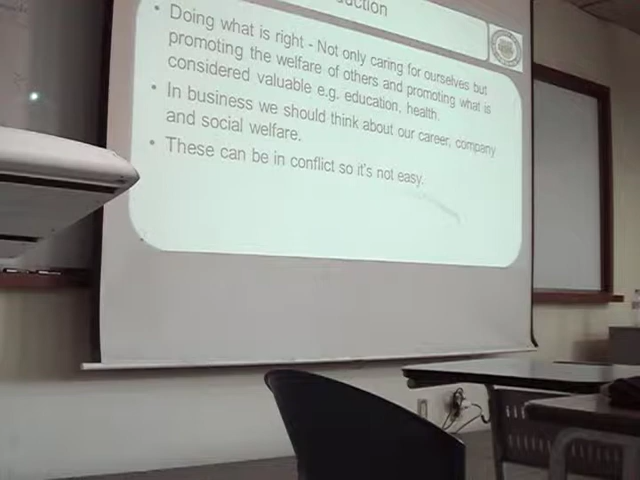 • Doing what is right - Not only caring for ourselves but
promoting the welfare of others and promoting what is
considered valuable e.g. education, health.
• In business we should think about our career, company
and social welfare.
• These can be in conflict so it's not easy.